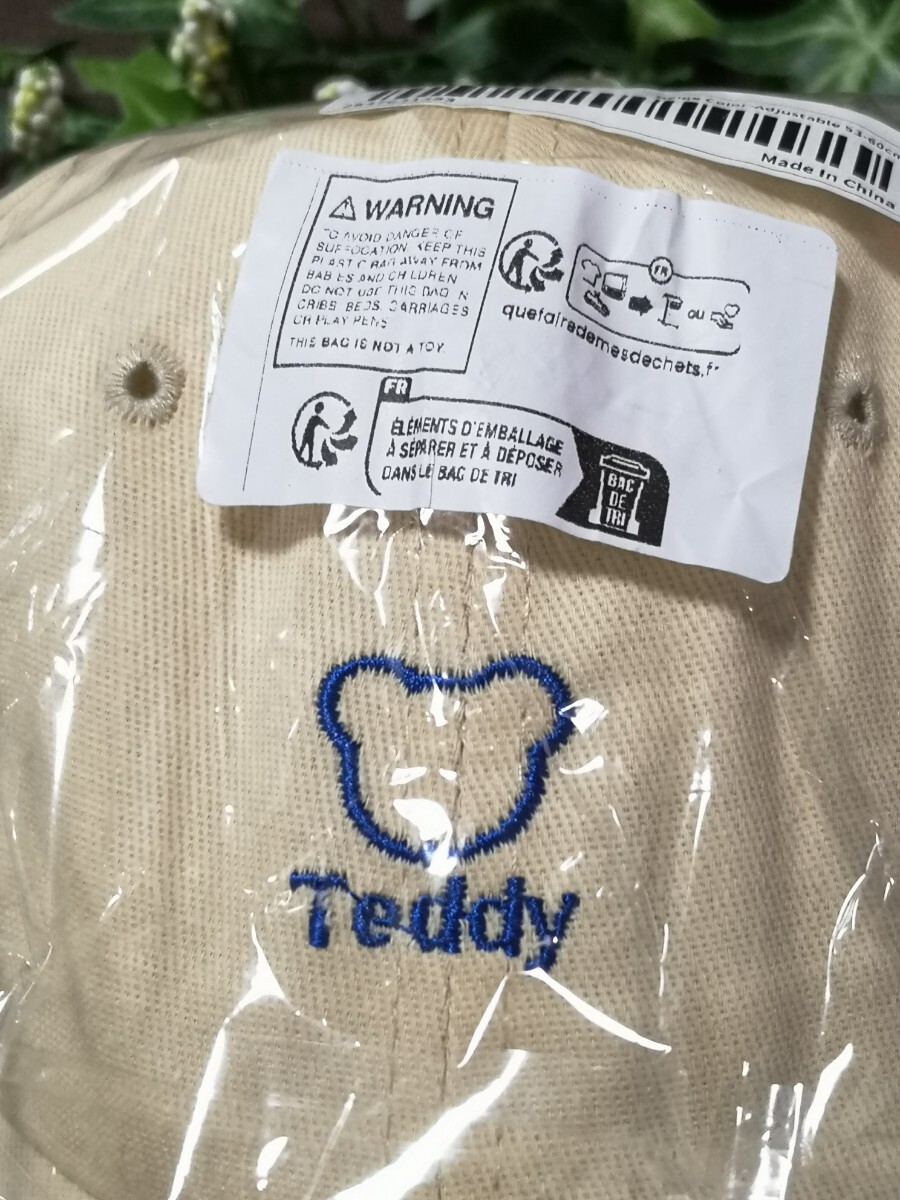 Color-Adjustable 53-60cm
Made In China
WARNING
TO AVOID DANGER OF
SUFFOCATION, KEEP THIS
PLASTIC BAG AWAY FROM
BABIES AND CHILDREN
DO NOT USE THIS BAG IN
CRIBS BEDS CARRIAGES
OR PLAY PENS
THIS BAG IS NOT A TOY.
FR
ou
quefairedemesdechets.fr
FR
ÉLÉMENTS D'EMBALLAGE
À SÉPARER ET À DÉPOSER
DANS LE BAC DE TRI
BAC
DE
TRI
Teddy